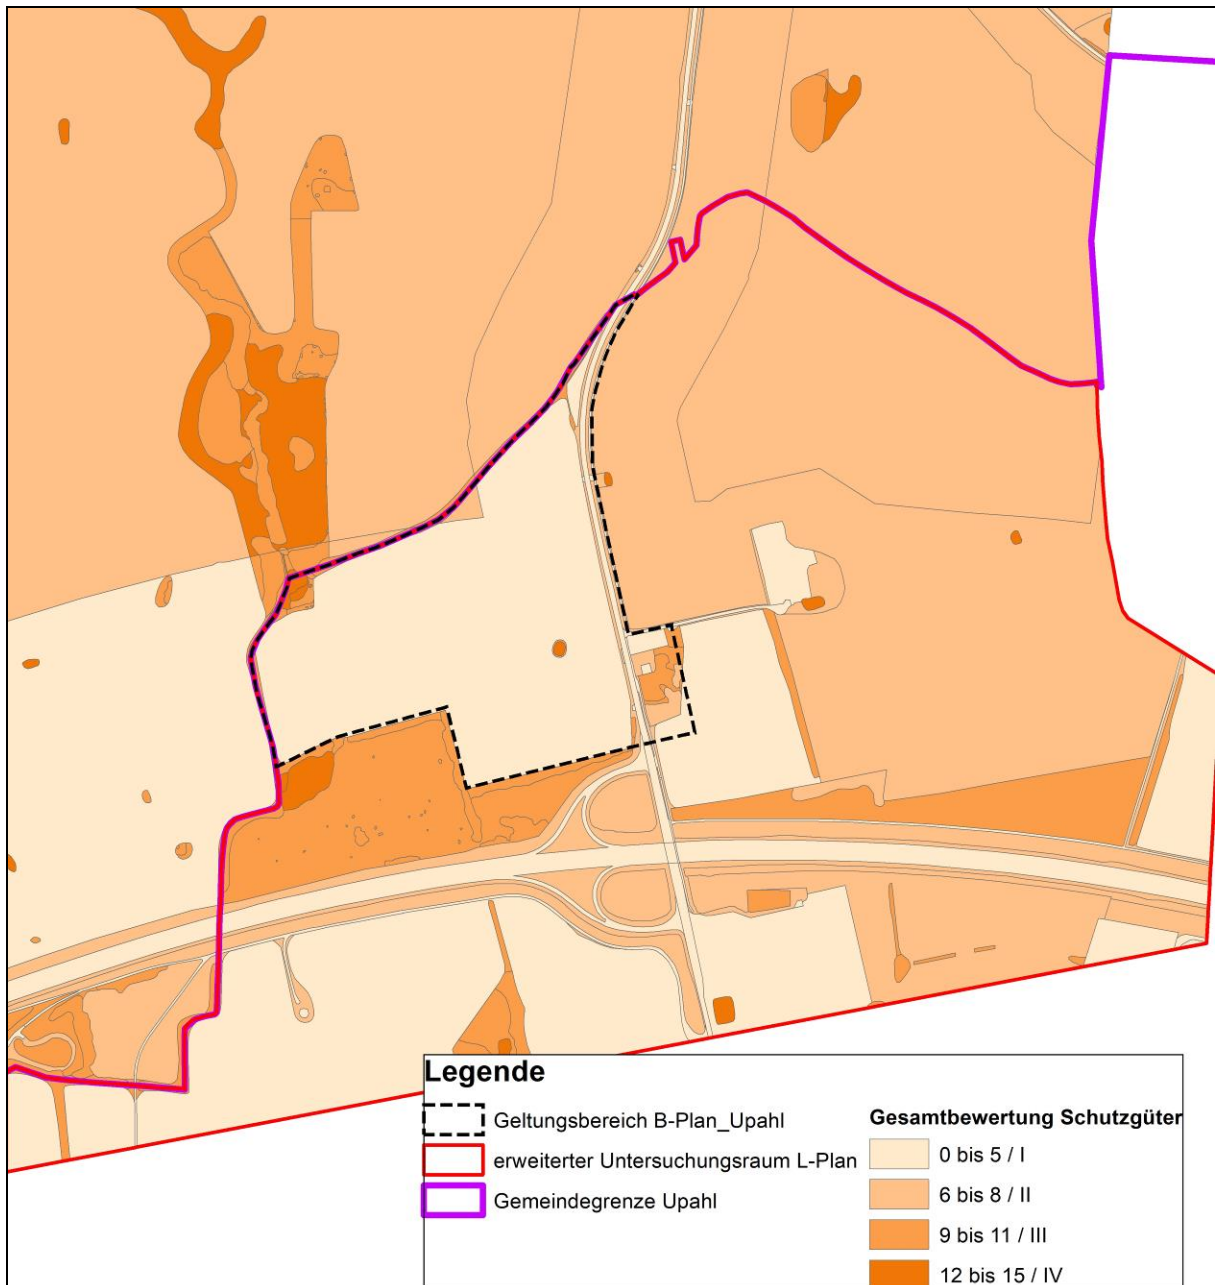 Legende
Geltungsbereich B-Plan_Upahl
erweiterter Untersuchungsraum L-Plan
Gemeindegrenze Upahl
Gesamtbewertung Schutzgüter
0 bis 5 / I
6 bis 8 / II
9 bis 11 / III
12 bis 15 / IV